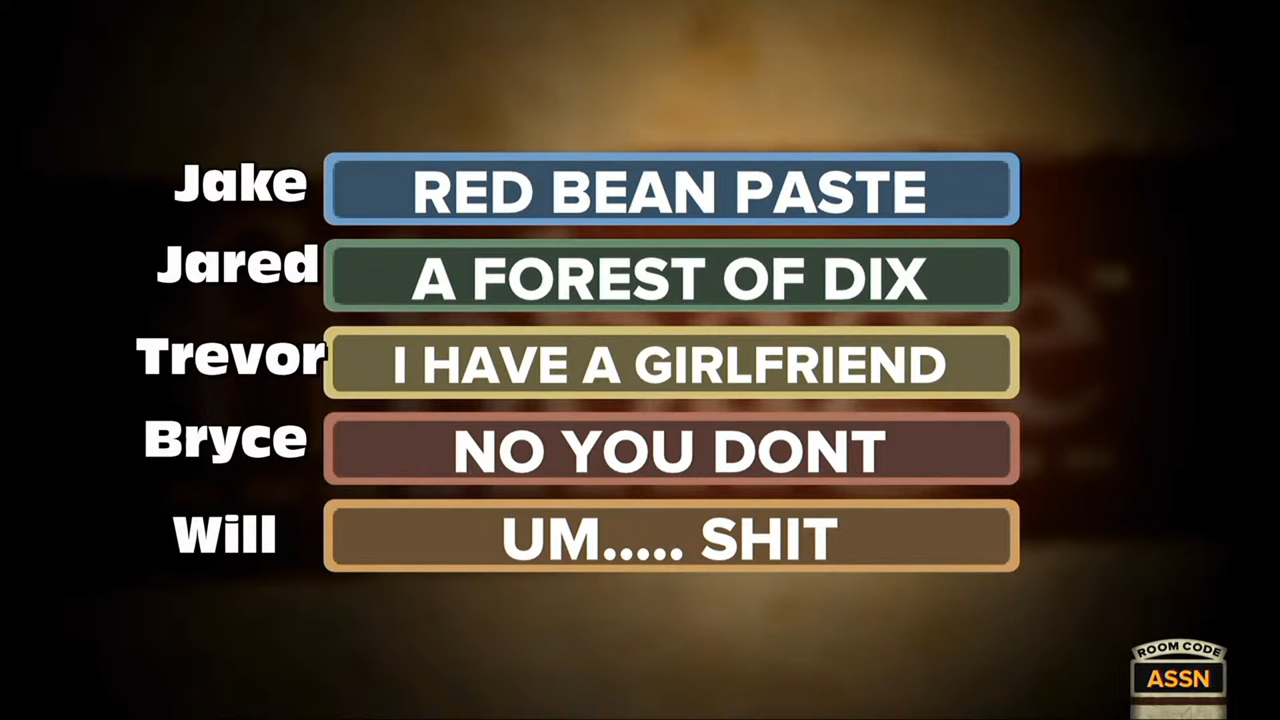 Jake
RED BEAN PASTE
Jared
A FOREST OF DIX
Trevor
I HAVE A GIRLFRIEND
Bryce
NO YOU DONT
Will
UM..... SHIT
ROOM CODE
ASSN